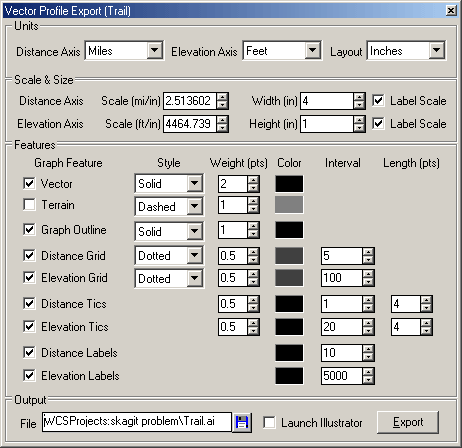 Vector Profile Export (Trail)
Units
Distance Axis Miles Elevation Axis Feet Layout Inches
Scale & Size
Distance Axis Scale (mi/in) 2.513602 Width (in) 4 Label Scale
Elevation Axis Scale (ft/in) 4464.739 Height (in) 1 Label Scale
Features
Graph Feature Style Weight (pts) Color Interval Length (pts)
Vector Solid 2
Terrain Dashed 1
Graph Outline Solid 1
Distance Grid Dotted 0.5 5
Elevation Grid Dotted 0.5 100
Distance Tics 0.5 1 4
Elevation Tics 0.5 20 4
Distance Labels 10
Elevation Labels 5000
Output
File WCSProjects:skagit problem\Trail.ai Launch Illustrator Export